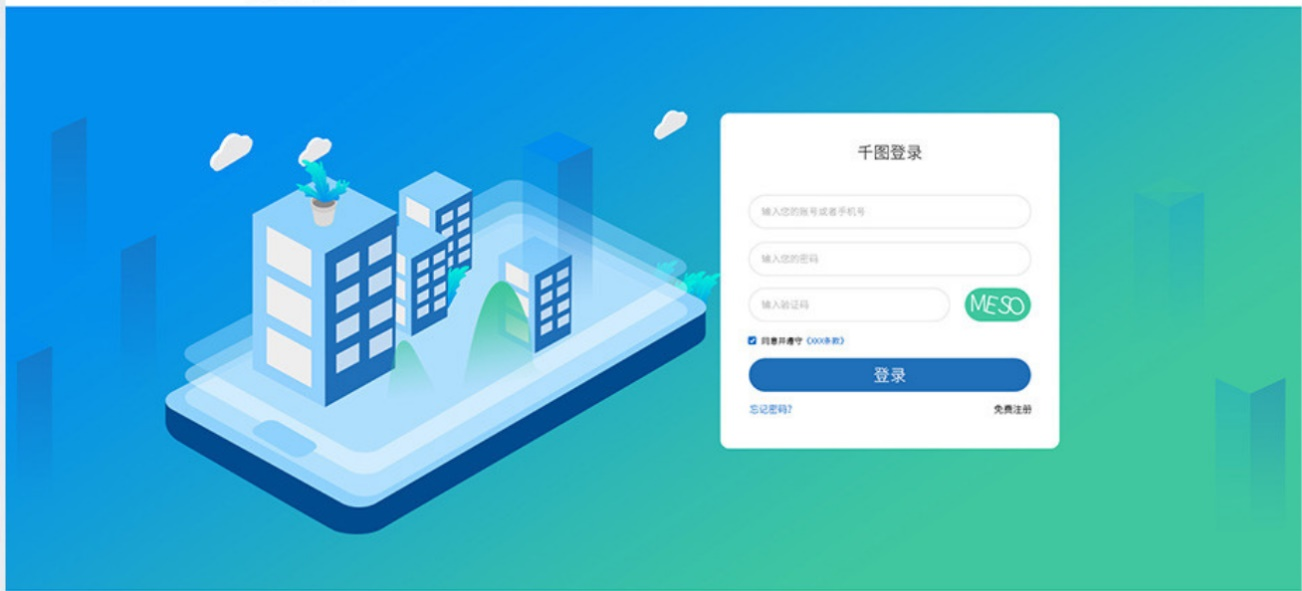 千图登录
输入您的账号或者手机号
输入您的密码
输入验证码
MESO
同意并遵守《XXX条款》
登录
忘记密码?
免费注册